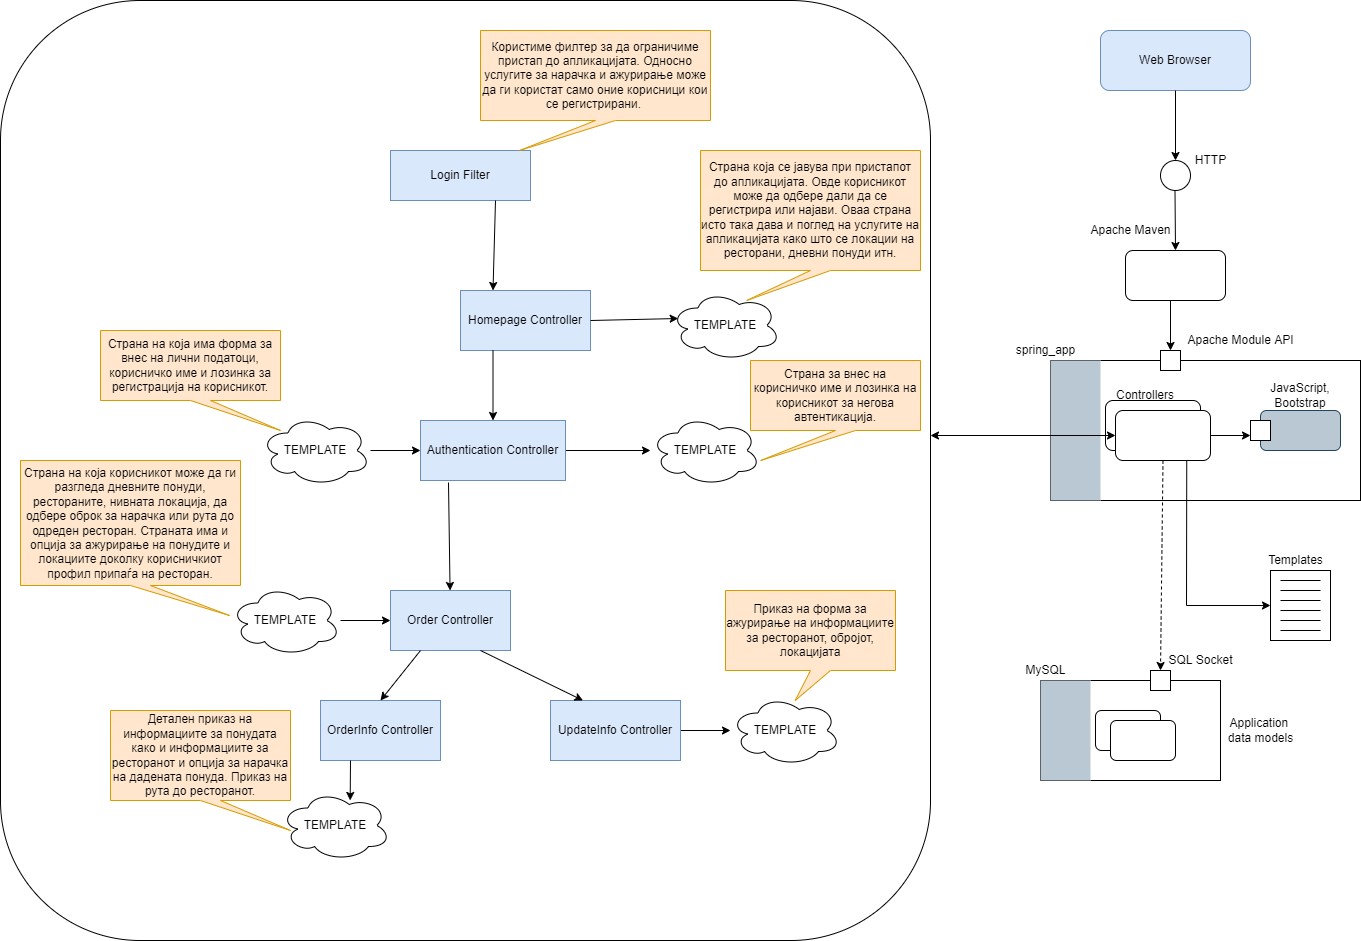 Користиме филтер за да ограничиме
пристап до апликацијата. Односно
услугите за нарачка и ажурирање може
да ги користат само оние корисници кои
се регистрирани.
Login Filter
Страна која се јавува при пристапот
до апликацијата. Овде корисникот
може да одбере дали да се
регистрира или најави. Оваа страна
исто така дава и поглед на услугите на
апликацијата како што се локации на
ресторани, дневни понуди итн.
Homepage Controller
TEMPLATE
Страна на која има форма за
внес на лични податоци,
корисничко име и лозинка за
регистрација на корисникот.
Страна за внес на
корисничко име и лозинка на
корисникот за негова
автентикација.
TEMPLATE
Authentication Controller
TEMPLATE
Страна на која корисникот може да ги
разгледа дневните понуди,
рестораните, нивната локација, да
одбере оброк за нарачка или рута до
одреден ресторан. Страната има и
опција за ажурирање на понудите и
локациите доколку корисничкиот
профил припаѓа на ресторан.
TEMPLATE
Order Controller
Приказ на форма за
ажурирање на информациите
за ресторанот, обројот,
локацијата
OrderInfo Controller
UpdateInfo Controller
TEMPLATE
Детален приказ на
информациите за понудата
како и информациите за
ресторанот и опција за нарачка
на дадената понуда. Приказ на
рута до ресторанот.
TEMPLATE
Web Browser
HTTP
Apache Maven
Apache Module API
spring_app
Controllers
JavaScript,
Bootstrap
Templates
SQL Socket
MySQL
Application
data models